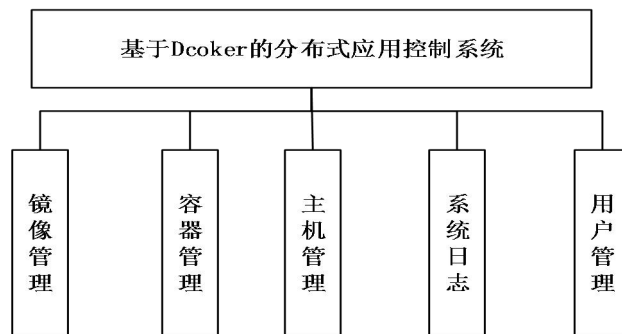 基于Dcoker的分布式应用控制系统
镜像管理
容器管理
主机管理
系统日志
用户管理